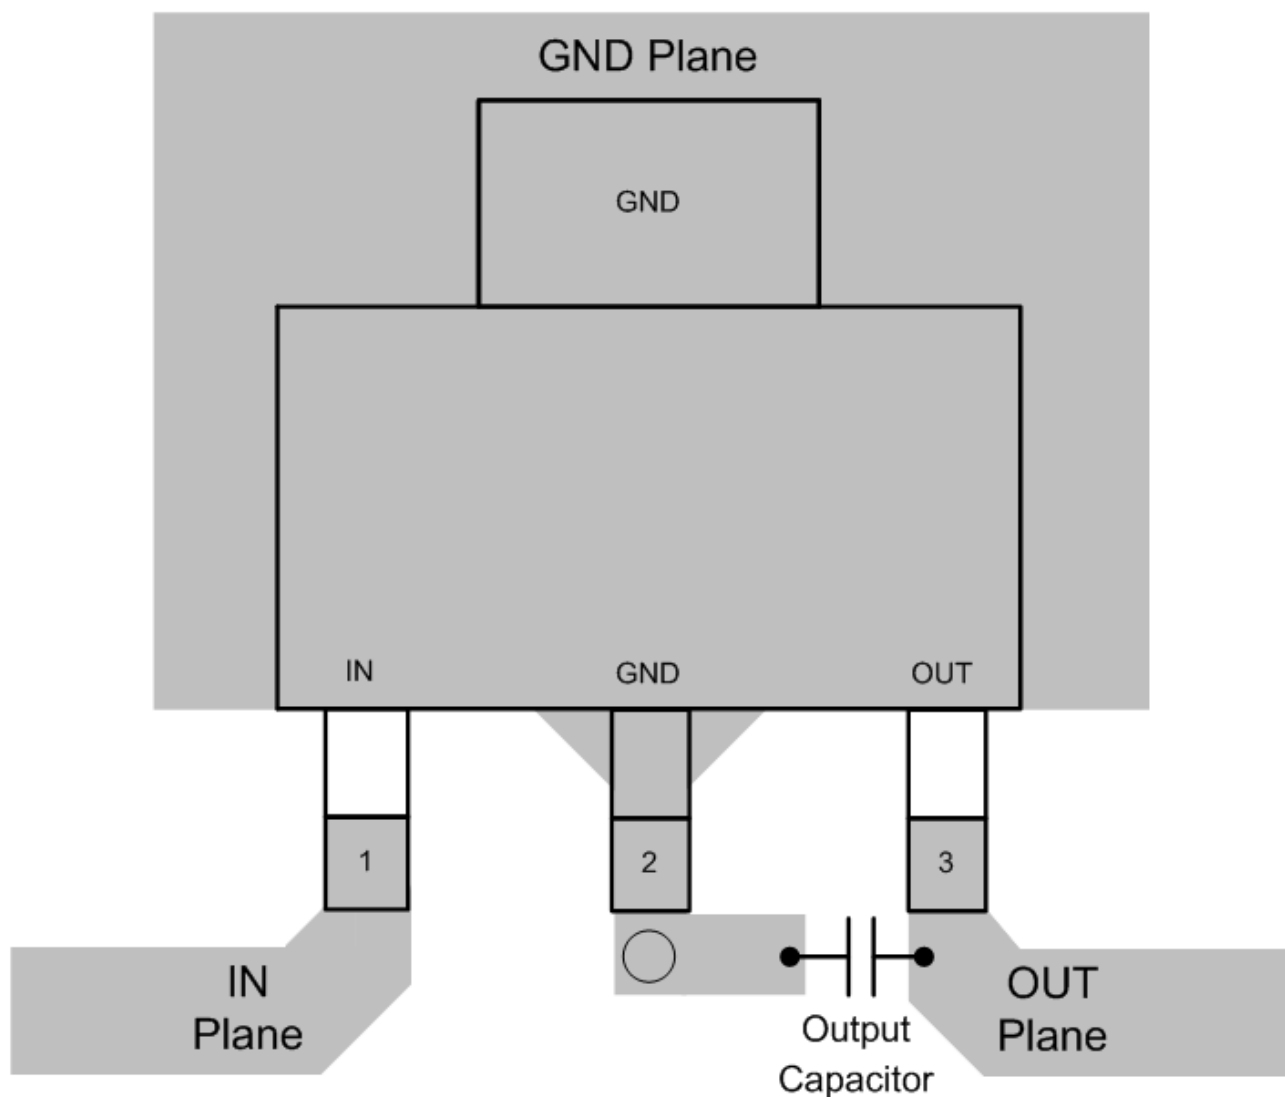 GND Plane
GND
IN
GND
OUT
1
2
3
IN
Plane
OUT
Plane
Output
Capacitor